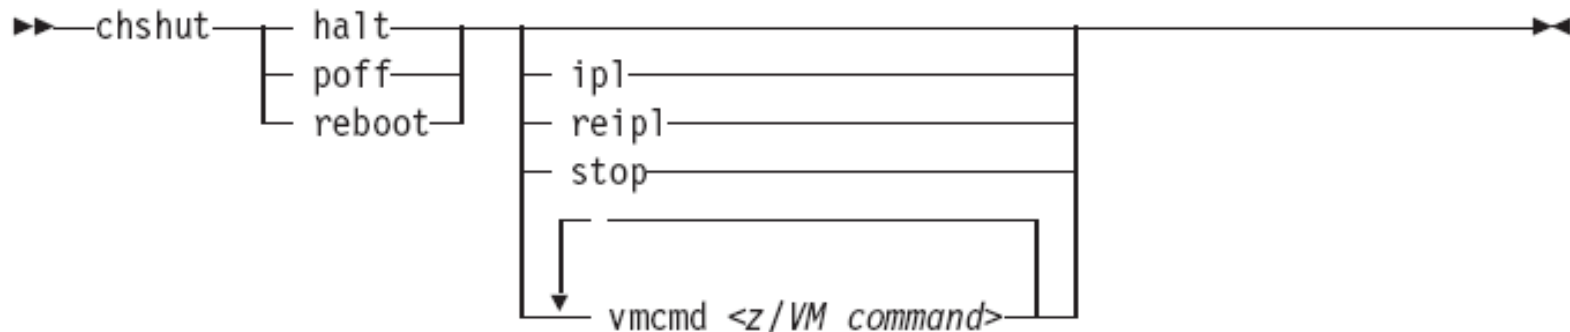 chshut halt
poff ipl
reboot reipl
stop
vmcmd <z/VM command>